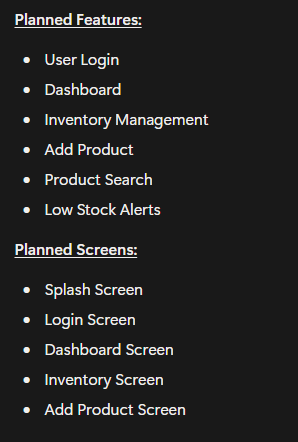 Planned Features:
• User Login
• Dashboard
• Inventory Management
• Add Product
• Product Search
• Low Stock Alerts
Planned Screens:
• Splash Screen
• Login Screen
• Dashboard Screen
• Inventory Screen
• Add Product Screen